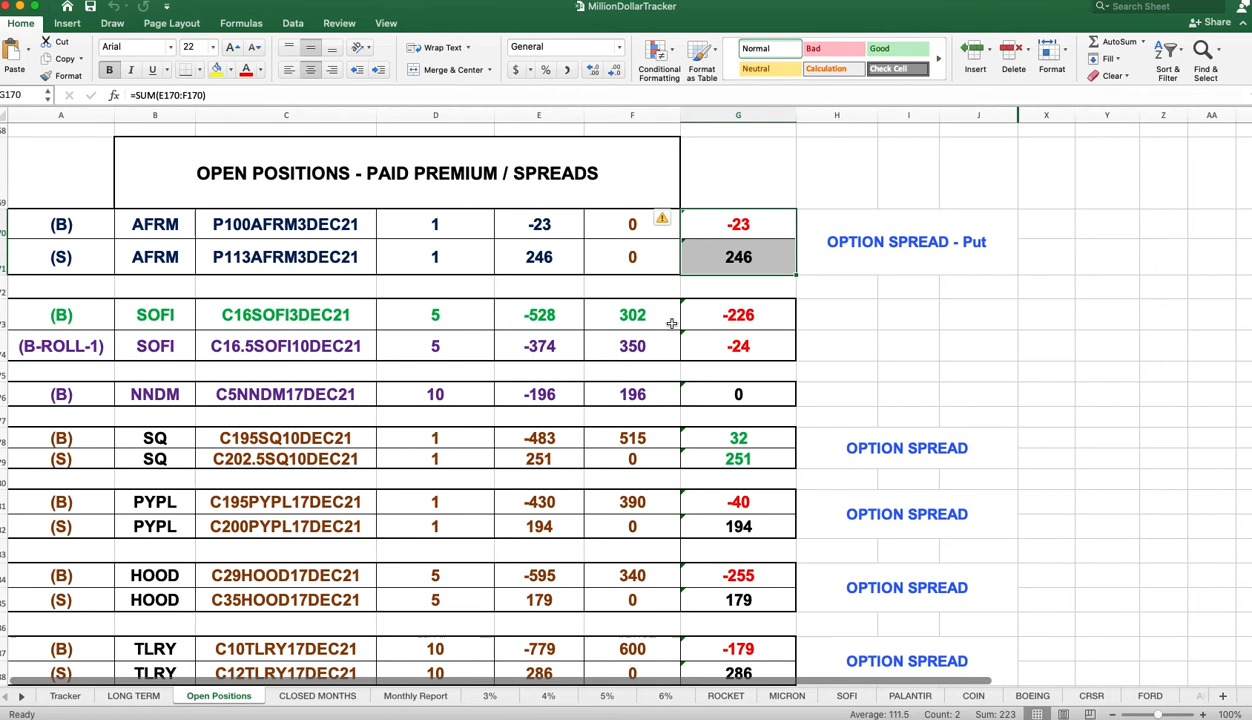 MillionDollarTracker
Search Sheet
Home Insert Draw Page Layout Formulas Data Review View Share
Paste Cut Copy Format
Arial 22 A A
B I U A
Wrap Text
Merge & Center
General
$ %
Conditional Formatting
Format as Table
Normal Bad Good
Neutral Calculation Check Cell
Insert Delete Format
AutoSum
Fill
Clear
Sort & Filter
Find & Select
G170 fx =SUM(E170:F170)
A B C D E F G H I J X Y Z AA
OPEN POSITIONS - PAID PREMIUM / SPREADS
(B) AFRM P100AFRM3DEC21 1 -23 0 -23
OPTION SPREAD - Put
(S) AFRM P113AFRM3DEC21 1 246 0 246
(B) SOFI C16SOFI3DEC21 5 -528 302 -226
(B-ROLL-1) SOFI C16.5SOFI10DEC21 5 -374 350 -24
(B) NNDM C5NNDM17DEC21 10 -196 196 0
(B) SQ C195SQ10DEC21 1 -483 515 32
OPTION SPREAD
(S) SQ C202.5SQ10DEC21 1 251 0 251
(B) PYPL C195PYPL17DEC21 1 -430 390 -40
OPTION SPREAD
(S) PYPL C200PYPL17DEC21 1 194 0 194
(B) HOOD C29HOOD17DEC21 5 -595 340 -255
OPTION SPREAD
(S) HOOD C35HOOD17DEC21 5 179 0 179
(B) TLRY C10TLRY17DEC21 10 -779 600 -179
OPTION SPREAD
(S) TLRY C12TLRY17DEC21 10 286 0 286
Tracker LONG TERM Open Positions CLOSED MONTHS Monthly Report 3% 4% 5% 6% ROCKET MICRON SOFI PALANTIR COIN BOEING CRSR FORD
Ready Average: 111.5 Count: 2 Sum: 223 100%